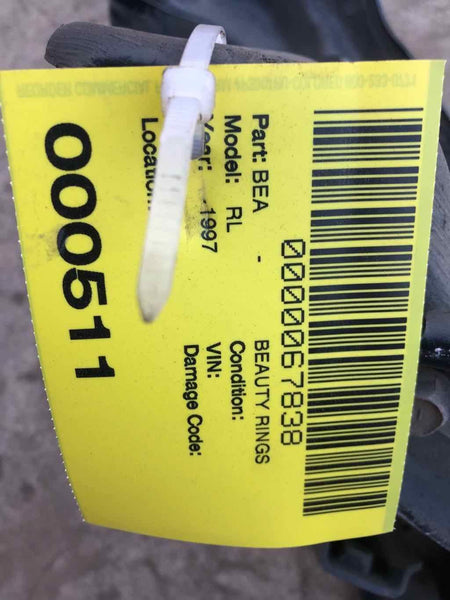 0000067838
Part: BEA - BEAUTY RINGS
Model: RL Condition:
Year: 1997 VIN:
Location: Damage Code:
000511